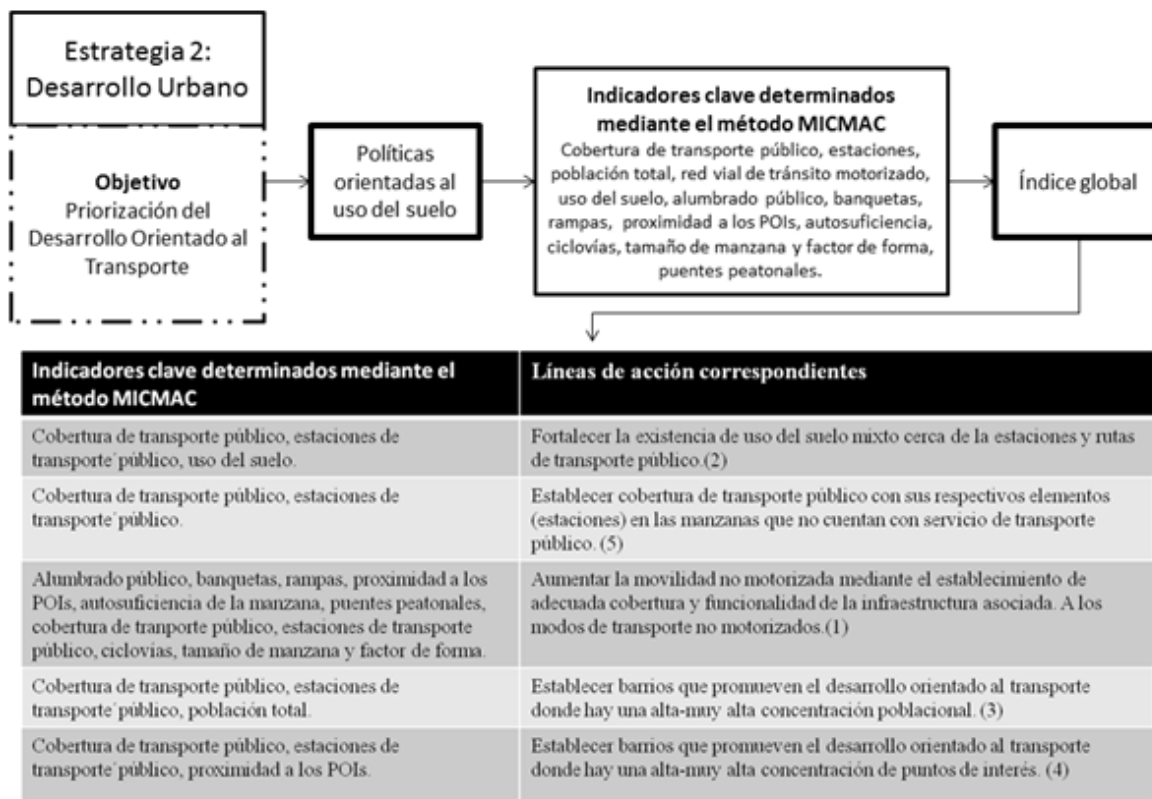 Estrategia 2:
Desarrollo Urbano
Objetivo
Priorización del
Desarrollo Orientado al
Transporte
Políticas
orientadas al
uso del suelo
Indicadores clave determinados
mediante el método MICMAC
Cobertura de transporte público, estaciones,
población total, red vial de tránsito motorizado,
uso del suelo, alumbrado público, banquetas,
rampas, proximidad a los POIs, autosuficiencia,
ciclovías, tamaño de manzana y factor de forma,
puentes peatonales.
Índice global
Indicadores clave determinados mediante el
método MICMAC
Líneas de acción correspondientes
Cobertura de transporte público, estaciones de
transporte´público, uso del suelo.
Fortalecer la existencia de uso del suelo mixto cerca de la estaciones y rutas
de transporte público.(2)
Cobertura de transporte público, estaciones de
transporte´público.
Establecer cobertura de transporte público con sus respectivos elementos
(estaciones) en las manzanas que no cuentan con servicio de transporte
público. (5)
Alumbrado público, banquetas, rampas, proximidad a los
POIs, autosuficiencia de la manzana, puentes peatonales,
cobertura de tranporte público, estaciones de transporte
público, ciclovías, tamaño de manzana y factor de forma.
Aumentar la movilidad no motorizada mediante el establecimiento de
adecuada cobertura y funcionalidad de la infraestructura asociada. A los
modos de transporte no motorizados.(1)
Cobertura de transporte público, estaciones de
transporte´público, población total.
Establecer barrios que promueven el desarrollo orientado al transporte
donde hay una alta-muy alta concentración poblacional. (3)
Cobertura de transporte público, estaciones de
transporte´público, proximidad a los POIs.
Establecer barrios que promueven el desarrollo orientado al transporte
donde hay una alta-muy alta concentración de puntos de interés. (4)